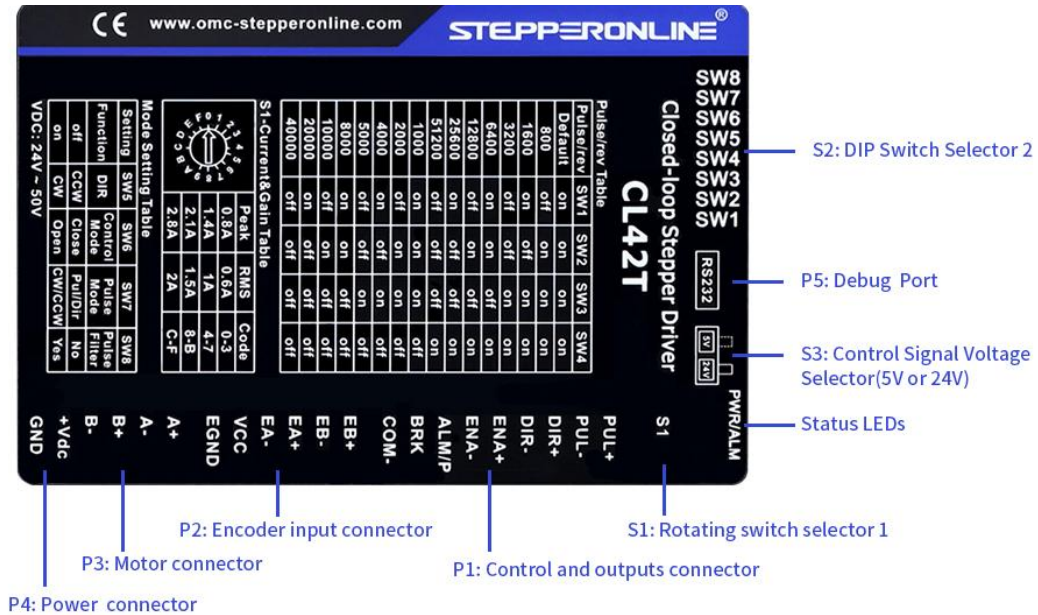 CE www.omc-stepperonline.com STEPPERONLINE®
SW8
SW7
SW6
SW5
SW4
SW3
SW2
SW1
S2: DIP Switch Selector 2
RS232
P5: Debug Port
5V 24V
S3: Control Signal Voltage
Selector(5V or 24V)
PWR/ALM
Status LEDs
Closed-loop Stepper Driver
CL42T
Pulse/rev Table
Pulse/rev SW1 SW2 SW3 SW4
Default on on on on
800 off on on on
1600 on off on on
3200 off off on on
6400 on on off on
12800 off on off on
25600 on off off on
51200 off off off on
1000 on on on off
2000 off on on off
4000 on off on off
5000 off off on off
8000 on on off off
10000 off on off off
20000 on off off off
40000 off off off off
S1-Current&Gain Table
0 1 2 3 4 5 6 7 8 9 A B C D E F
Peak RMS Code
0.8A 0.6A 0-3
1.4A 1A 4-7
2.1A 1.5A 8-B
2.8A 2A C-F
Mode Setting Table
Setting SW5 SW6 SW7 SW8
Function DIR Control Mode Pulse Mode Pulse Filter
off CCW Close Pul/Dir No
on CW Open CW/CCW Yes
VDC: 24V ~ 50V
S1
PUL+
PUL-
DIR+
DIR-
ENA+
ENA-
ALM/P
BRK
COM-
EB+
EB-
EA+
EA-
VCC
EGND
A+
A-
B+
B-
+Vdc
GND
P2: Encoder input connector
S1: Rotating switch selector 1
P3: Motor connector
P1: Control and outputs connector
P4: Power connector